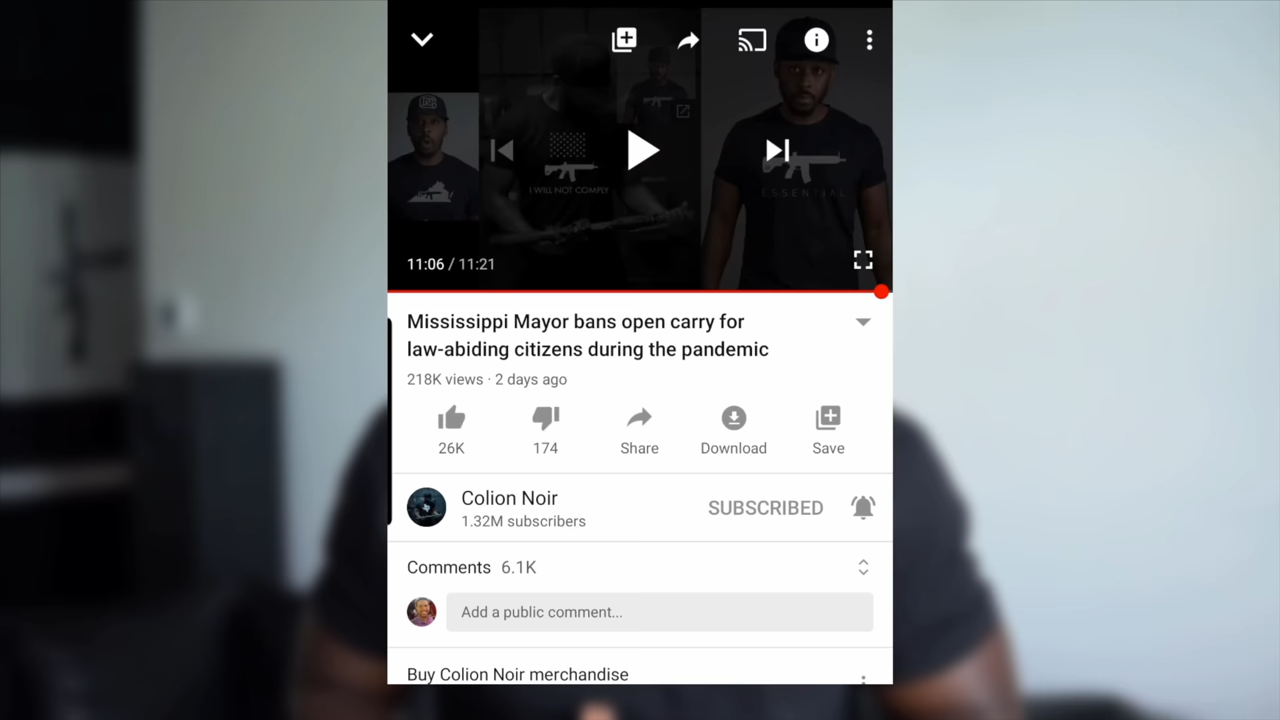 I WILL NOT COMPLY
ESSENTIAL
11:06 / 11:21
Mississippi Mayor bans open carry for
law-abiding citizens during the pandemic
218K views · 2 days ago
26K
174
Share
Download
Save
Colion Noir
1.32M subscribers
SUBSCRIBED
Comments 6.1K
Add a public comment...
Buy Colion Noir merchandise